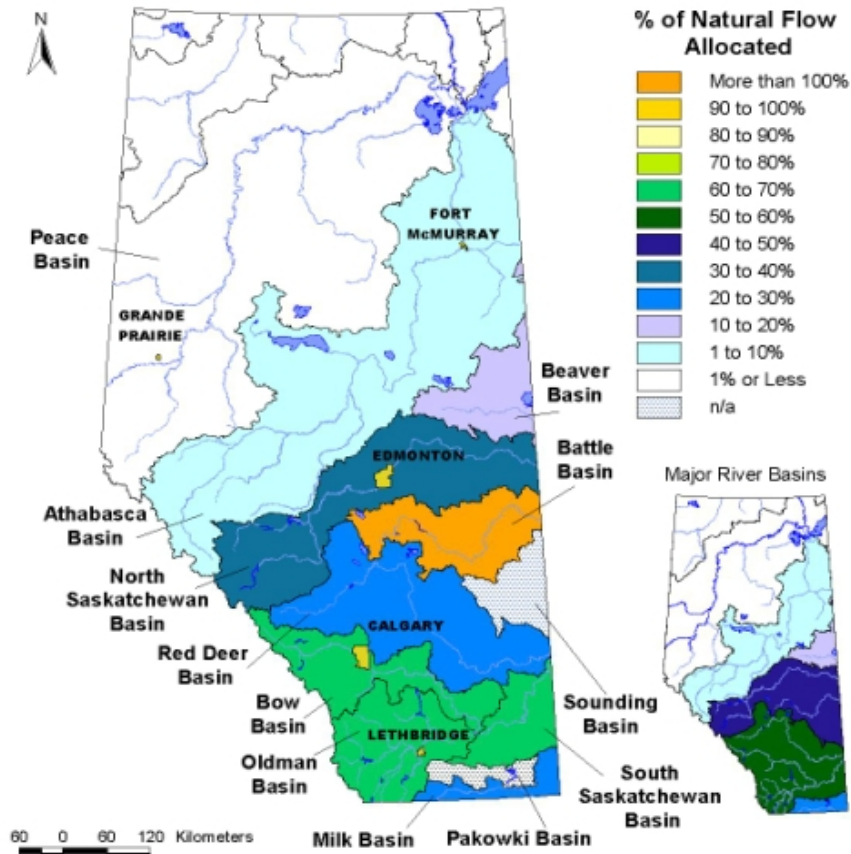 N
% of Natural Flow
Allocated
More than 100%
90 to 100%
80 to 90%
70 to 80%
60 to 70%
50 to 60%
40 to 50%
30 to 40%
20 to 30%
10 to 20%
1 to 10%
1% or Less
n/a
Peace
Basin
FORT
McMURRAY
GRANDE
PRAIRIE
Beaver
Basin
EDMONTON
Battle
Basin
Major River Basins
Athabasca
Basin
North
Saskatchewan
Basin
CALGARY
Red Deer
Basin
Bow
Basin
Sounding
Basin
LETHBRIDGE
Oldman
Basin
South
Saskatchewan
Basin
Milk Basin
Pakowki Basin
60 0 60 120 Kilometers